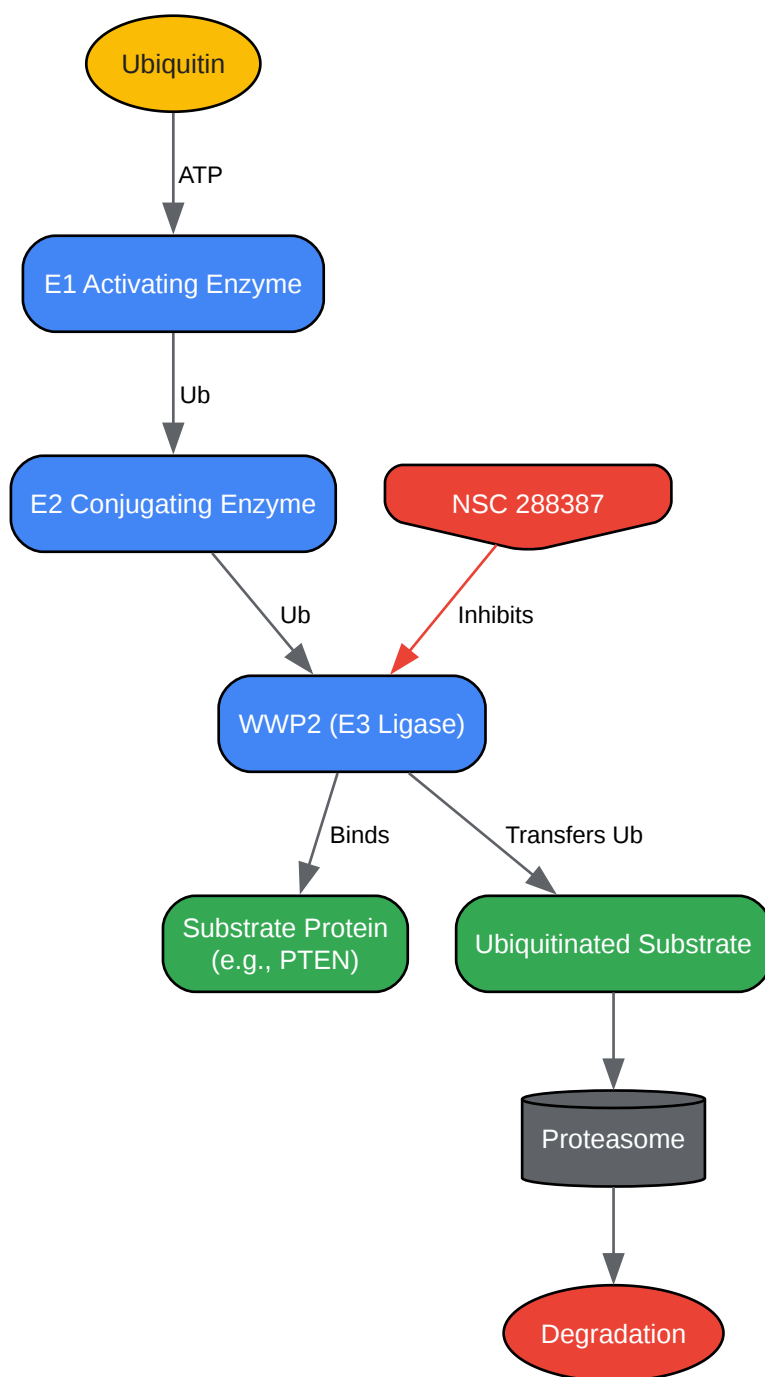 Ubiquitin
ATP
E1 Activating Enzyme
Ub
E2 Conjugating Enzyme
NSC 288387
Ub
Inhibits
WWP2 (E3 Ligase)
Binds
Transfers Ub
Substrate Protein
(e.g., PTEN)
Ubiquitinated Substrate
Proteasome
Degradation